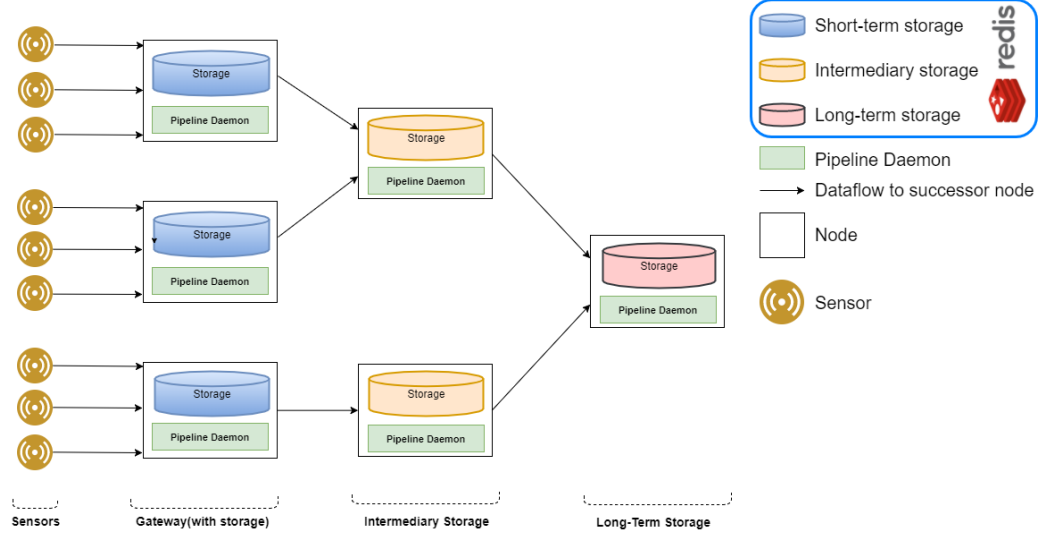 Storage
Pipeline Daemon
Storage
Pipeline Daemon
Storage
Pipeline Daemon
Storage
Pipeline Daemon
Storage
Pipeline Daemon
Storage
Pipeline Daemon
Sensors
Gateway(with storage)
Intermediary Storage
Long-Term Storage
Short-term storage
Intermediary storage
Long-term storage
redis
Pipeline Daemon
Dataflow to successor node
Node
Sensor